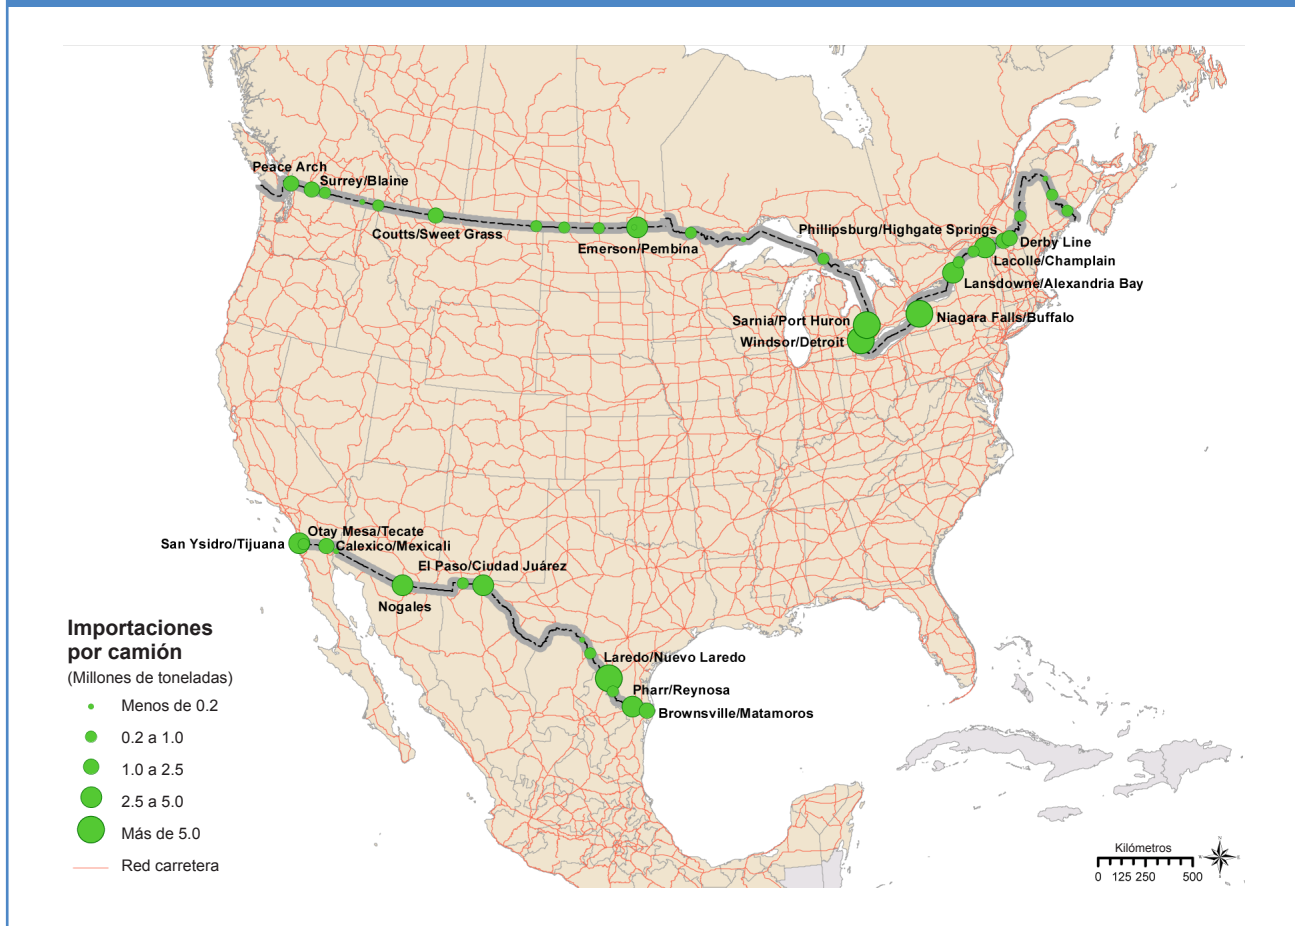 Peace Arch
Surrey/Blaine
Coutts/Sweet Grass
Emerson/Pembina
Phillipsburg/Highgate Springs
Derby Line
Lacolle/Champlain
Lansdowne/Alexandria Bay
Niagara Falls/Buffalo
Sarnia/Port Huron
Windsor/Detroit
Otay Mesa/Tecate
San Ysidro/Tijuana
Calexico/Mexicali
El Paso/Ciudad Juárez
Nogales
Laredo/Nuevo Laredo
Pharr/Reynosa
Brownsville/Matamoros
Importaciones
por camión
(Millones de toneladas)
Menos de 0.2
0.2 a 1.0
1.0 a 2.5
2.5 a 5.0
Más de 5.0
Red carretera
Kilómetros
0 125 250 500